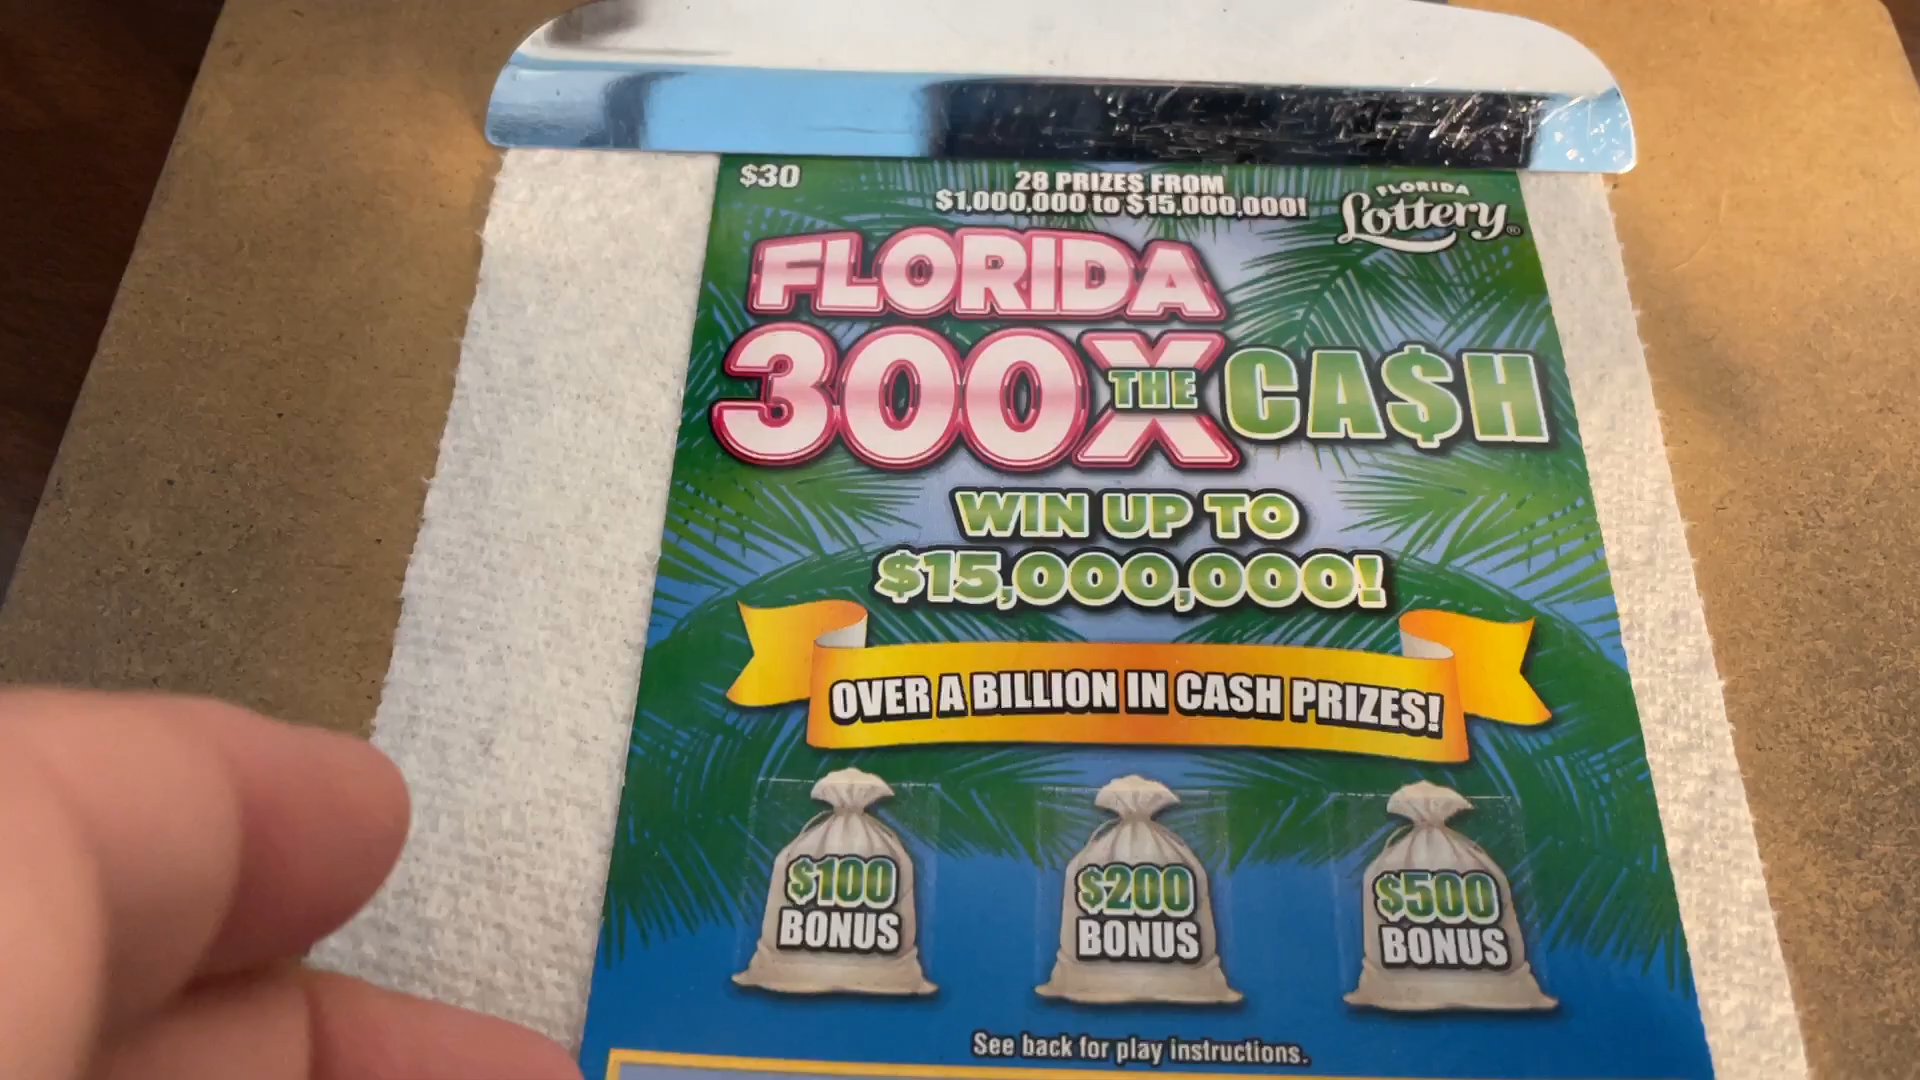 $30
28 PRIZES FROM
$1,000,000 to $15,000,000!
FLORIDA
Lottery®
FLORIDA
300X THE CA$H
WIN UP TO
$15,000,000!
OVER A BILLION IN CASH PRIZES!
$100
BONUS
$200
BONUS
$500
BONUS
See back for play instructions.